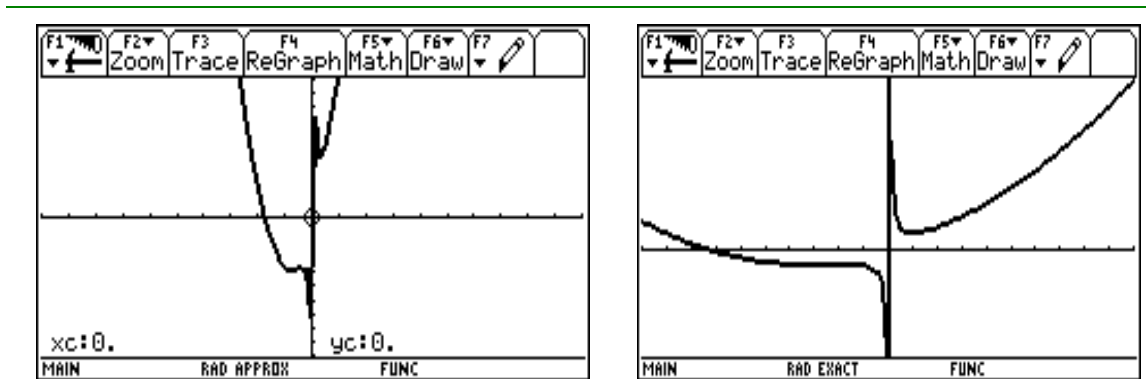 F1 F2 F3 F4 F5 F6 F7
Zoom Trace ReGraph Math Draw
xc:0. yc:0.
MAIN RAD APPROX FUNC
F1 F2 F3 F4 F5 F6 F7
Zoom Trace ReGraph Math Draw
MAIN RAD EXACT FUNC